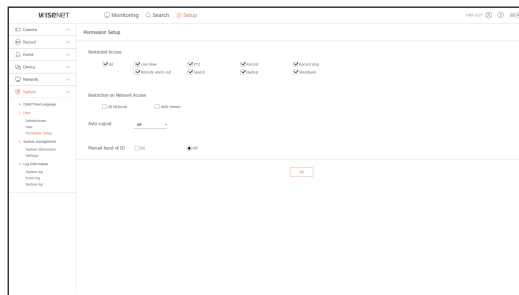 WISENET
Monitoring Search Setup
Camera
Permission Setup
Record
Event
Restricted Access
All Live View PTZ Record Record stop
Device
Remote alarm out Search Backup Shutdown
Network
System
Restriction on Network Access
Date/Time/Language
All Network Web Viewer
User
Administrator
User
Permission Setup
Auto Logout Off
System Management
System Information
Settings
Manual Input of ID On Off
Log Information
System log
Event log
Backup log
OK